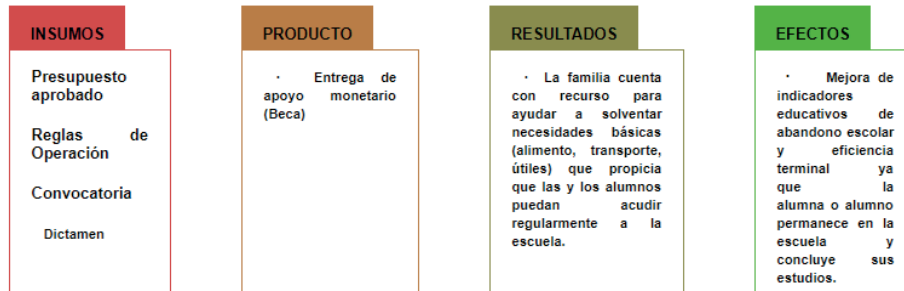 INSUMOS
Presupuesto
aprobado
Reglas de
Operación
Convocatoria
Dictamen
PRODUCTO
· Entrega de
apoyo monetario
(Beca)
RESULTADOS
· La familia cuenta
con recurso para
ayudar a solventar
necesidades básicas
(alimento, transporte,
útiles) que propicia
que las y los alumnos
puedan acudir
regularmente a la
escuela.
EFECTOS
· Mejora de
indicadores
educativos de
abandono escolar
y eficiencia
terminal ya
que la
alumna o alumno
permanece en la
escuela y
concluye sus
estudios.